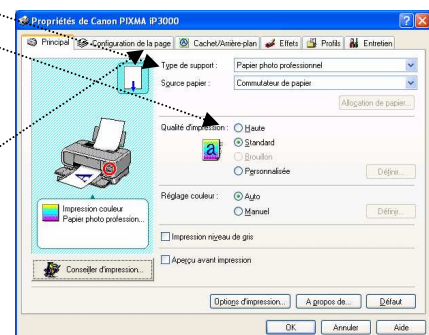 Propriétés de Canon PIXMA iP3000
Principal Configuration de la page Cachet/Arrière-plan Effets Profils Entretien
Type de support : Papier photo professionnel
Source papier : Commutateur de papier
Allocation de papier...
Qualité d'impression : Haute
Standard
Brouillon
Personnalisée Définir...
Réglage couleur : Auto
Manuel Définir...
Impression couleur
Papier photo profession...
Impression niveau de gris
Aperçu avant impression
Conseiller d'impression...
Options d'impression... A propos de... Défaut
OK Annuler Aide